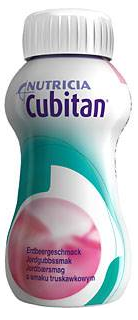 NUTRICIA
Cubitan®
Erdbeergeschmack
Jordgubbssmak
Jordbærsmag
o smaku truskawkowym